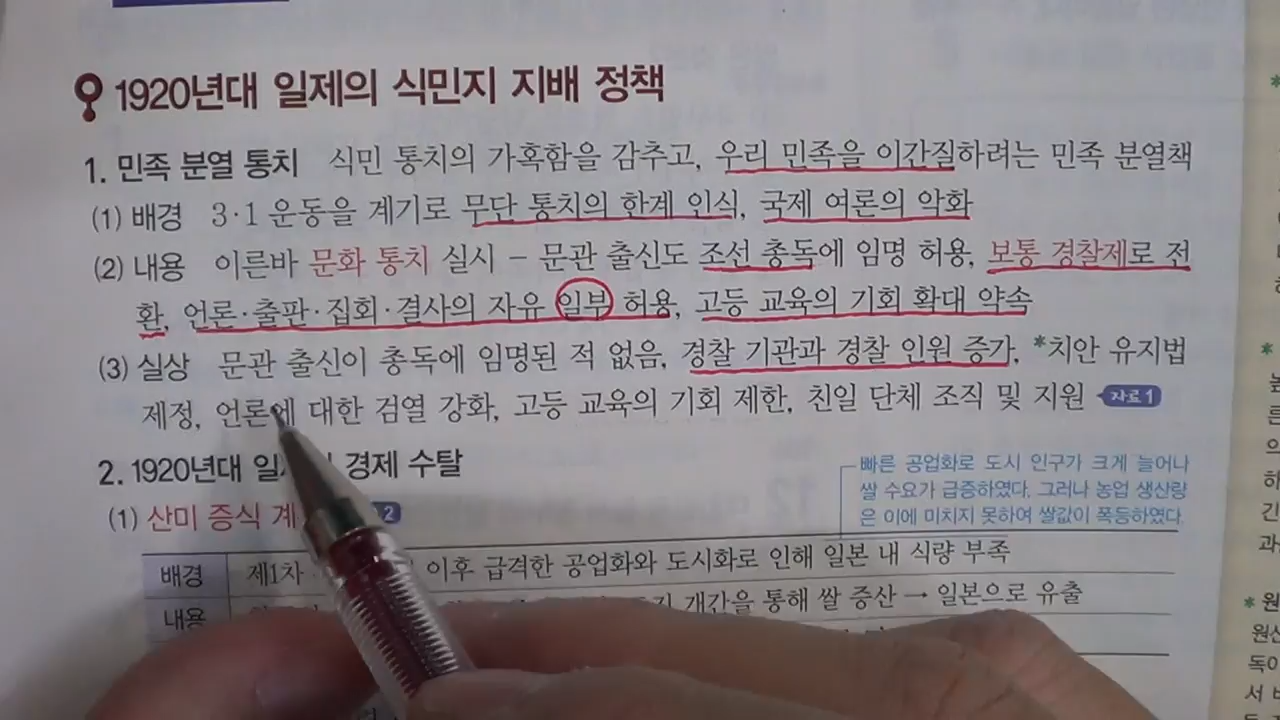 1920년대 일제의 식민지 지배 정책
1. 민족 분열 통치 식민 통치의 가혹함을 감추고, 우리 민족을 이간질하려는 민족 분열책
(1) 배경 3·1 운동을 계기로 무단 통치의 한계 인식, 국제 여론의 악화
(2) 내용 이른바 문화 통치 실시 – 문관 출신도 조선 총독에 임명 허용, 보통 경찰제로 전
환, 언론·출판·집회·결사의 자유 일부 허용, 고등 교육의 기회 확대 약속
(3) 실상 문관 출신이 총독에 임명된 적 없음, 경찰 기관과 경찰 인원 증가, *치안 유지법
제정, 언론에 대한 검열 강화, 고등 교육의 기회 제한, 친일 단체 조직 및 지원 자료1
2. 1920년대 경제 수탈
빠른 공업화로 도시 인구가 크게 늘어나
쌀 수요가 급증하였다. 그러나 농업 생산량
은 이에 미치지 못하여 쌀값이 폭등하였다.
(1) 산미 증식 2
배경 제1차 이후 급격한 공업화와 도시화로 인해 일본 내 식량 부족
내용 개간을 통해 쌀 증산 → 일본으로 유출